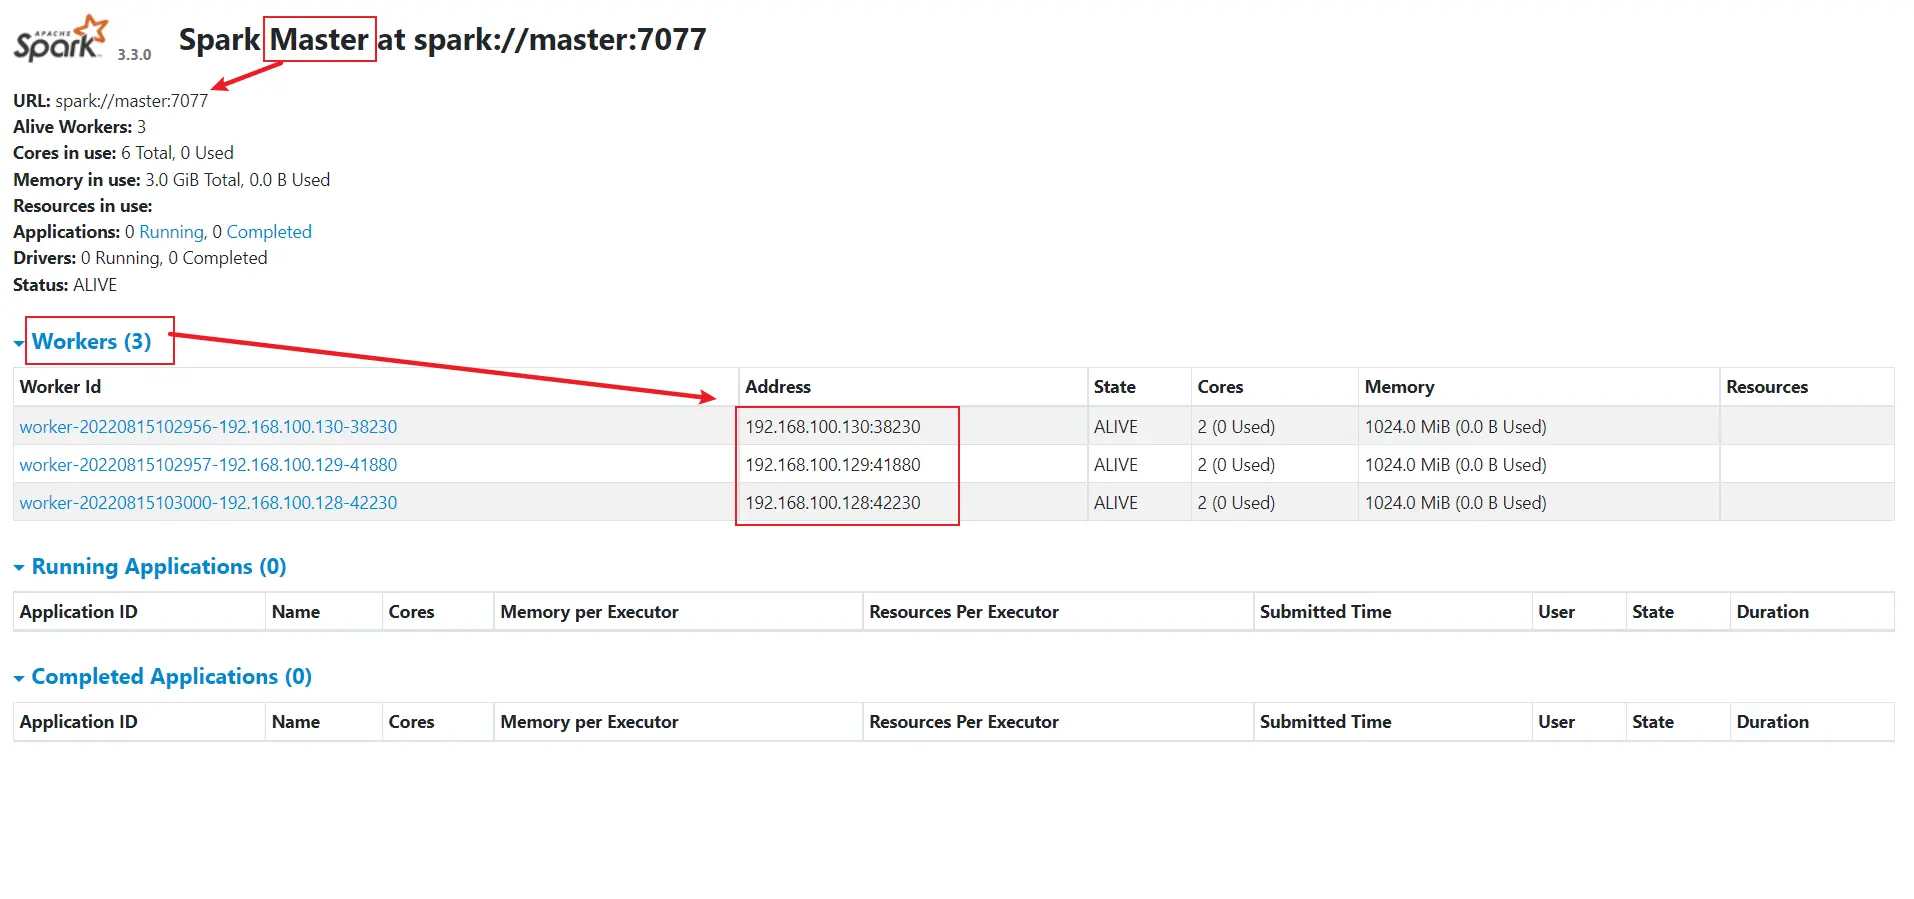 APACHE
Spark 3.3.0 Spark Master at spark://master:7077
URL: spark://master:7077
Alive Workers: 3
Cores in use: 6 Total, 0 Used
Memory in use: 3.0 GiB Total, 0.0 B Used
Resources in use:
Applications: 0 Running, 0 Completed
Drivers: 0 Running, 0 Completed
Status: ALIVE
Workers (3)
Worker Id Address State Cores Memory Resources
worker-20220815102956-192.168.100.130-38230 192.168.100.130:38230 ALIVE 2 (0 Used) 1024.0 MiB (0.0 B Used)
worker-20220815102957-192.168.100.129-41880 192.168.100.129:41880 ALIVE 2 (0 Used) 1024.0 MiB (0.0 B Used)
worker-20220815103000-192.168.100.128-42230 192.168.100.128:42230 ALIVE 2 (0 Used) 1024.0 MiB (0.0 B Used)
Running Applications (0)
Application ID Name Cores Memory per Executor Resources Per Executor Submitted Time User State Duration
Completed Applications (0)
Application ID Name Cores Memory per Executor Resources Per Executor Submitted Time User State Duration